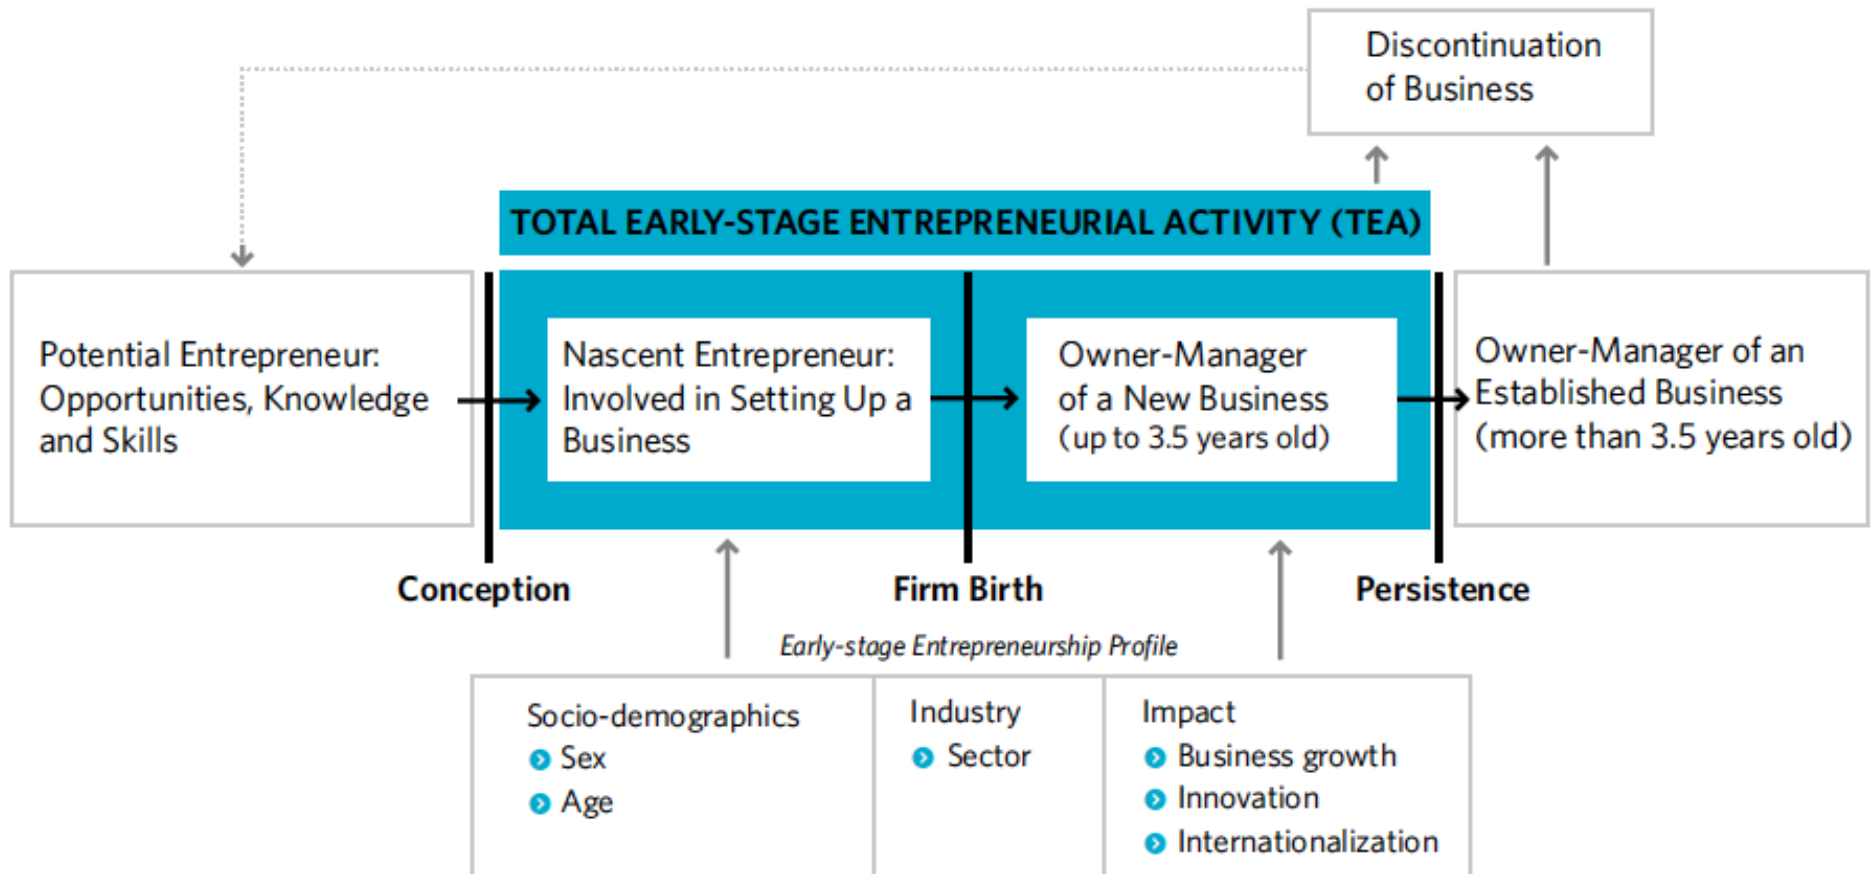 Discontinuation
of Business
TOTAL EARLY-STAGE ENTREPRENEURIAL ACTIVITY (TEA)
Potential Entrepreneur:
Opportunities, Knowledge
and Skills
Nascent Entrepreneur:
Involved in Setting Up a
Business
Owner-Manager
of a New Business
(up to 3.5 years old)
Owner-Manager of an
Established Business
(more than 3.5 years old)
Conception
Firm Birth
Persistence
Early-stage Entrepreneurship Profile
Socio-demographics
Sex
Age
Industry
Sector
Impact
Business growth
Innovation
Internationalization